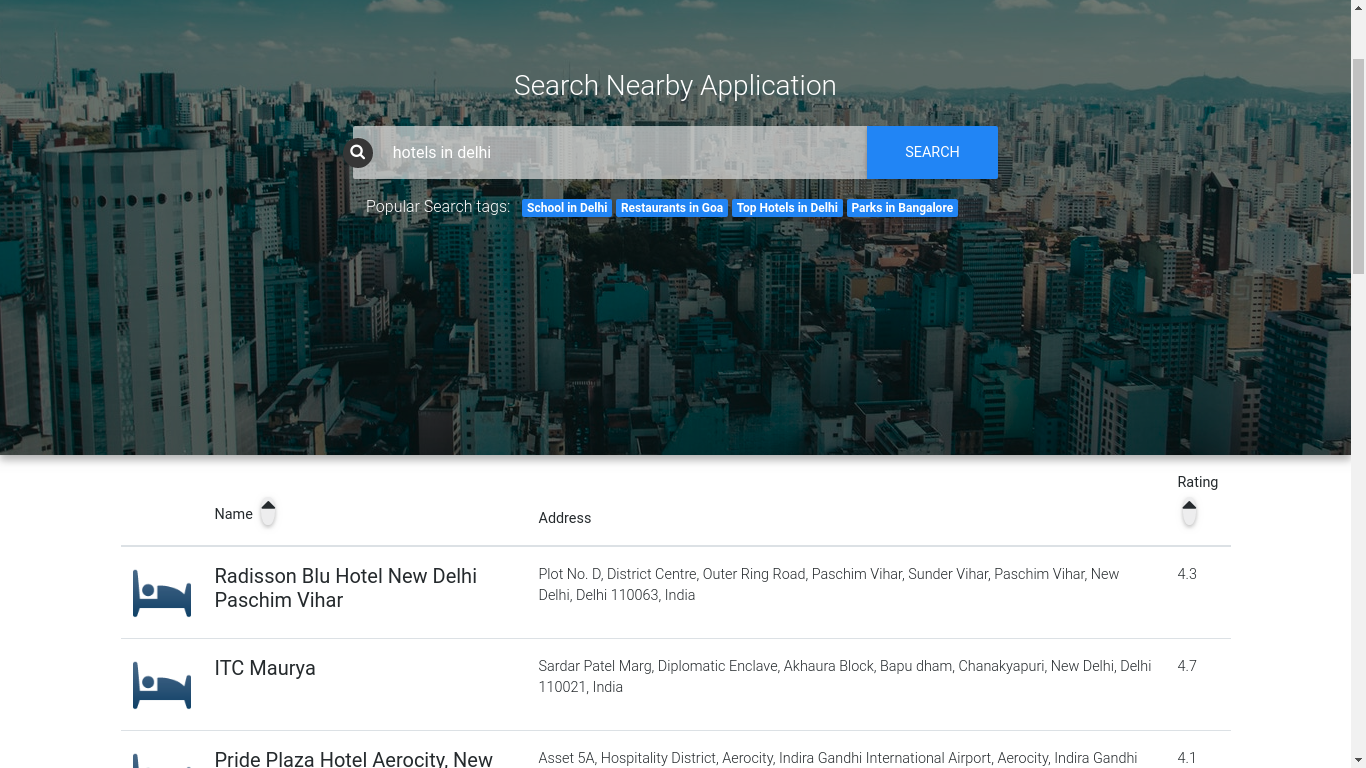 Search Nearby Application
hotels in delhi
SEARCH
Popular Search tags: School in Delhi Restaurants in Goa Top Hotels in Delhi Parks in Bangalore
Name Address Rating
Radisson Blu Hotel New Delhi
Paschim Vihar
Plot No. D, District Centre, Outer Ring Road, Paschim Vihar, Sunder Vihar, Paschim Vihar, New
Delhi, Delhi 110063, India
4.3
ITC Maurya
Sardar Patel Marg, Diplomatic Enclave, Akhaura Block, Bapu dham, Chanakyapuri, New Delhi, Delhi
110021, India
4.7
Pride Plaza Hotel Aerocity, New
Asset 5A, Hospitality District, Aerocity, Indira Gandhi International Airport, Aerocity, Indira Gandhi
4.1